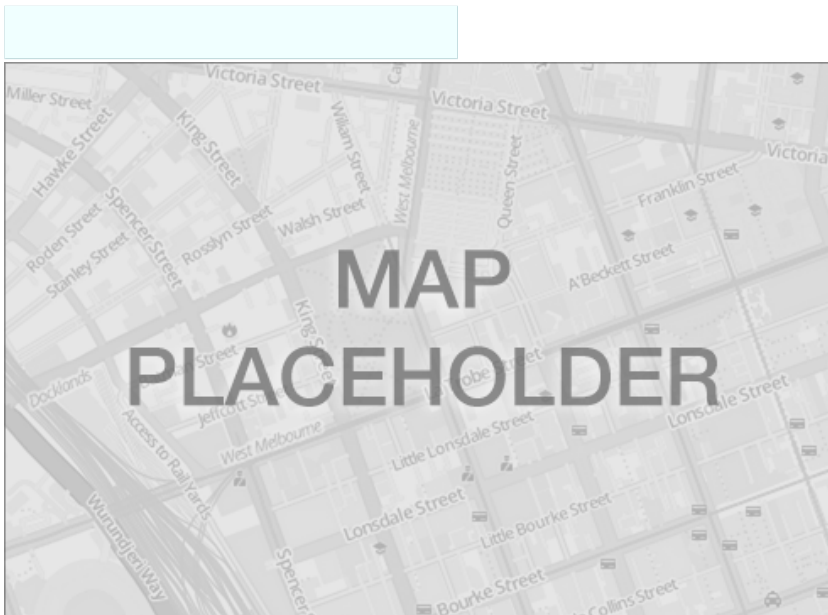 Victoria Street
Cap
Miller Street
Victoria Street
Hawke Street
King Street
William Street
West Melbourne
Queen Street
Victoria
Franklin Street
Spencer Street
Roden Street
Rosslyn Street
Walsh Street
Stanley Street
A'Beckett Street
MAP
King Street
PLACEHOLDER
Docklands
Jeffcott Street
Lonsdale Street
Access to Rail Yards
West Melbourne
Little Lonsdale Street
Lonsdale Street
Little Bourke Street
Wurundjeri Way
Spencer
Bourke Street
Collins Street